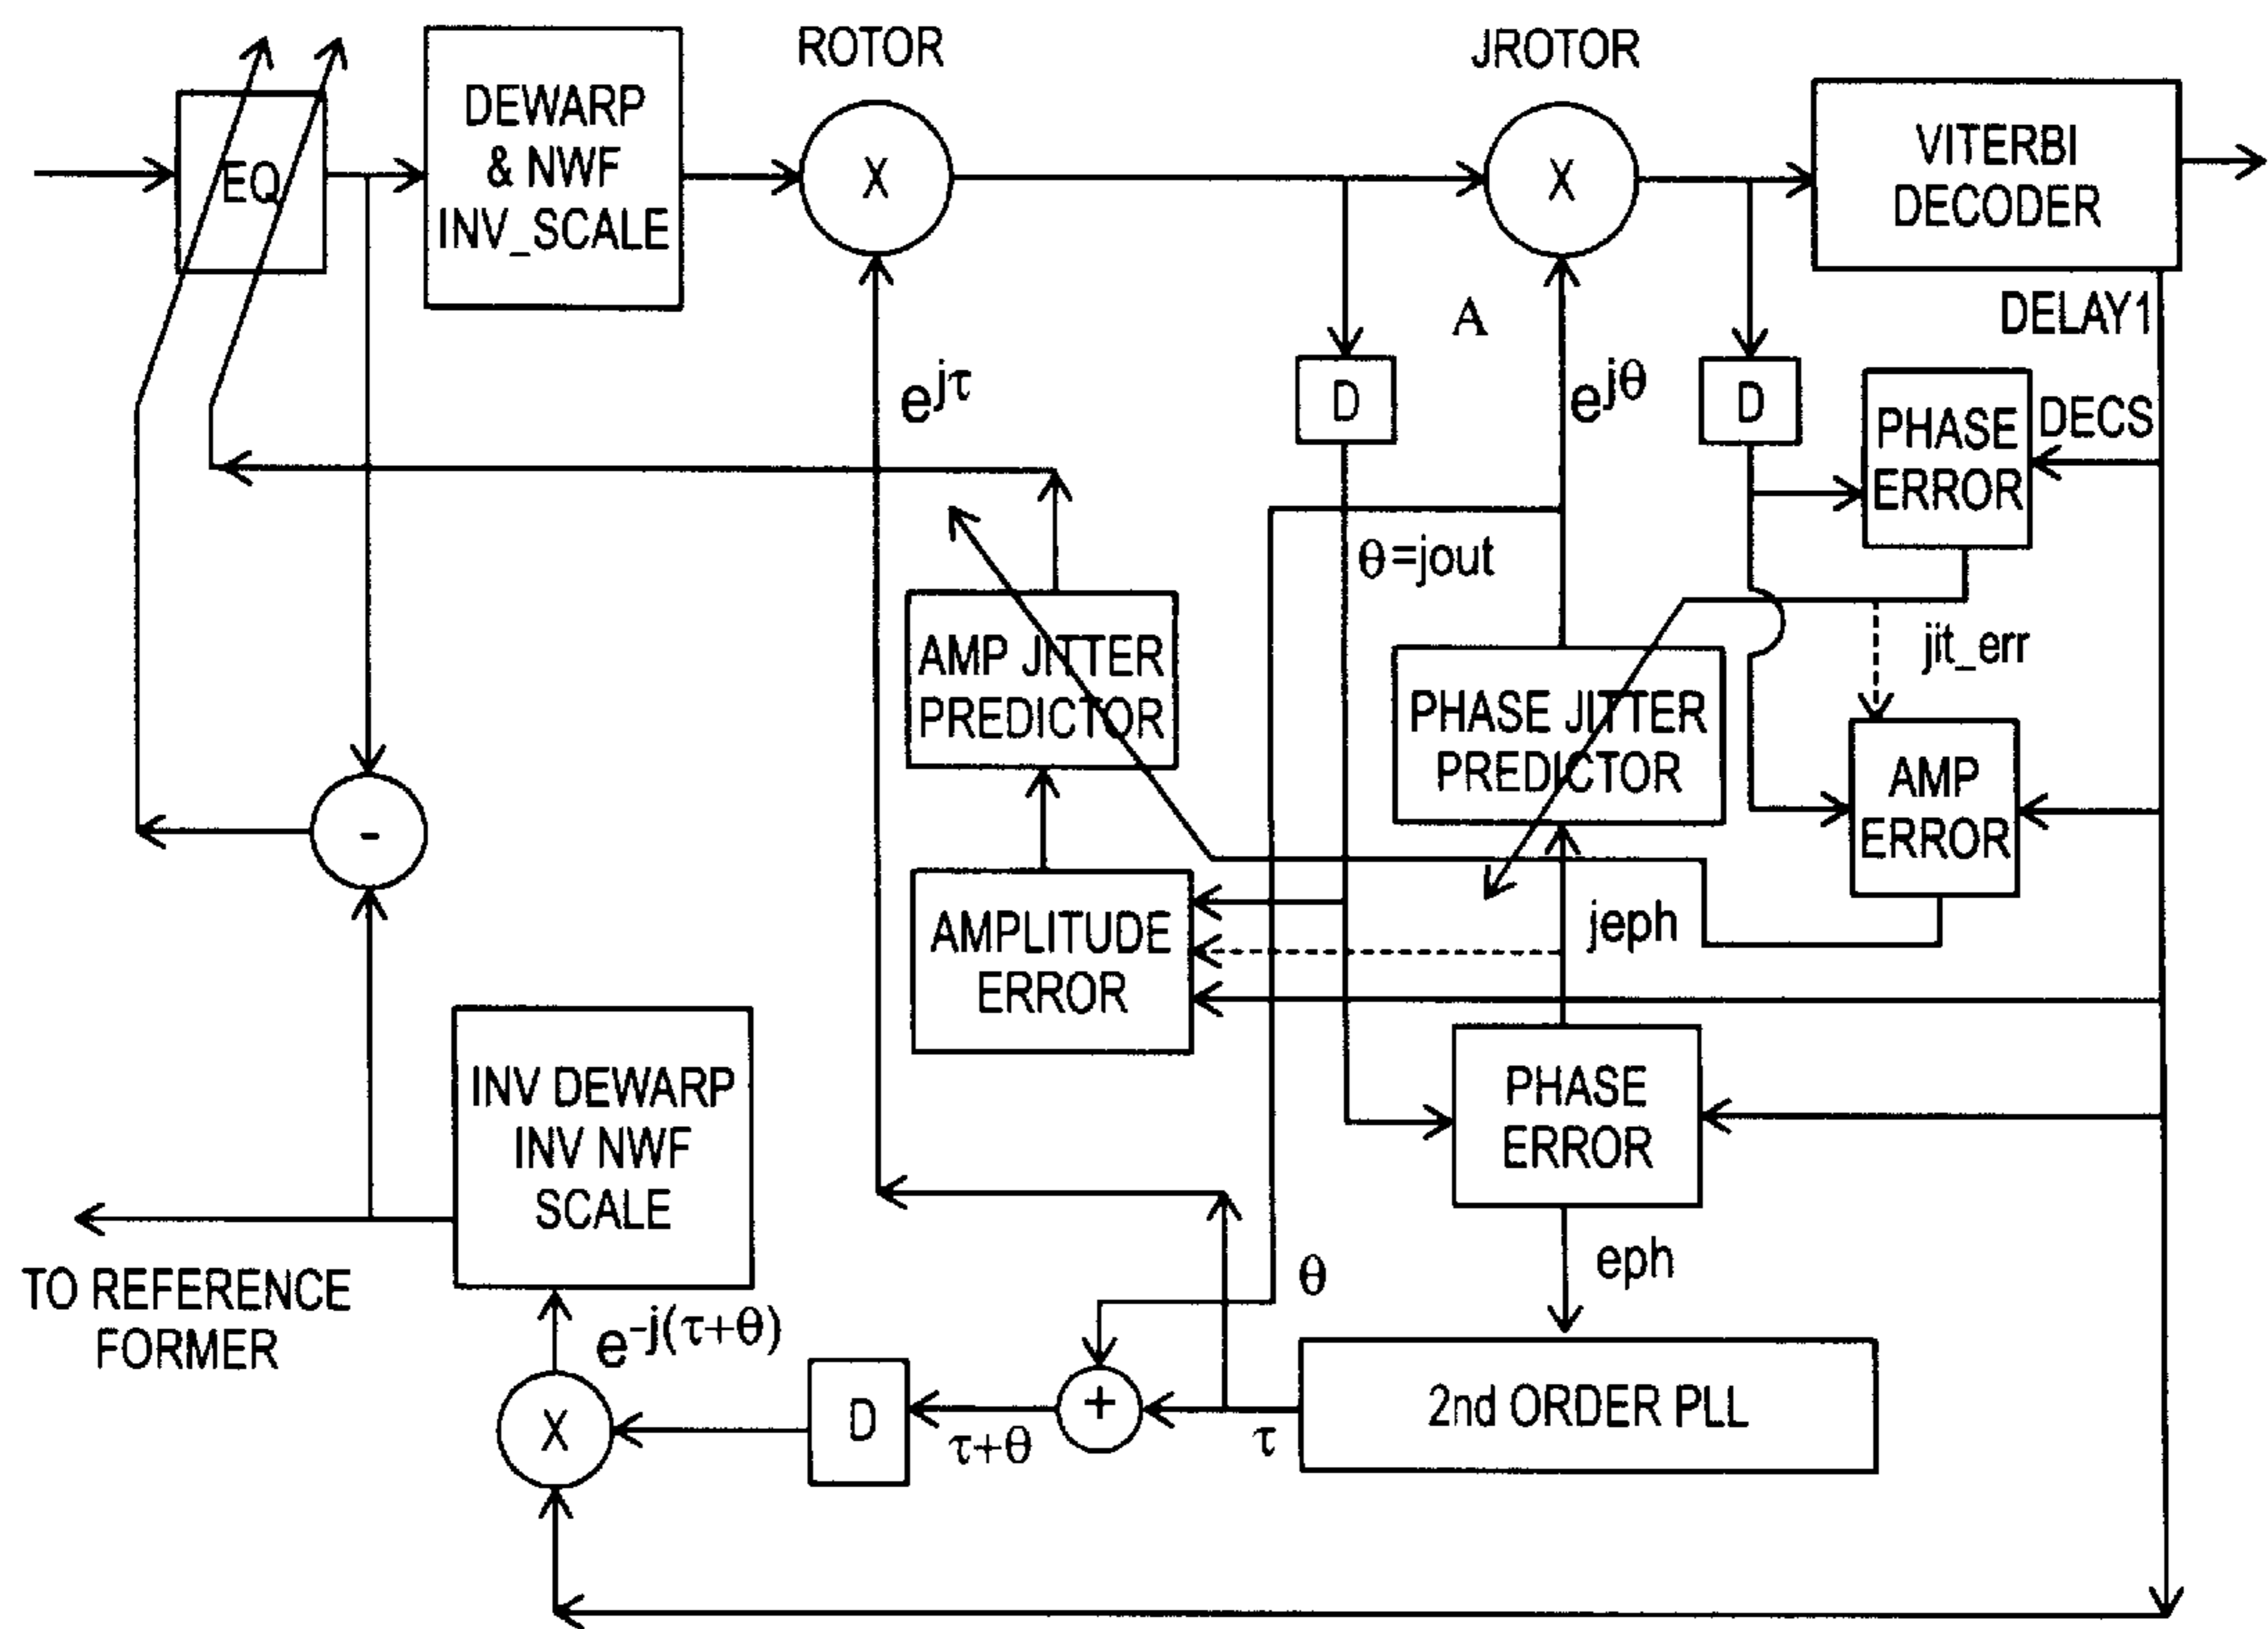 ROTOR
JROTOR
EQ
DEWARP
& NWF
INV_SCALE
X
X
VITERBI
DECODER
DELAY1
A
e^jτ
D
e^jθ
D
PHASE
ERROR
DECS
θ=jout
jit_err
AMP JITTER
PREDICTOR
PHASE JITTER
PREDICTOR
AMP
ERROR
-
AMPLITUDE
ERROR
jeph
INV DEWARP
INV NWF
SCALE
PHASE
ERROR
eph
TO REFERENCE
FORMER
θ
e^-j(τ+θ)
X
D
τ+θ
+
τ
2nd ORDER PLL